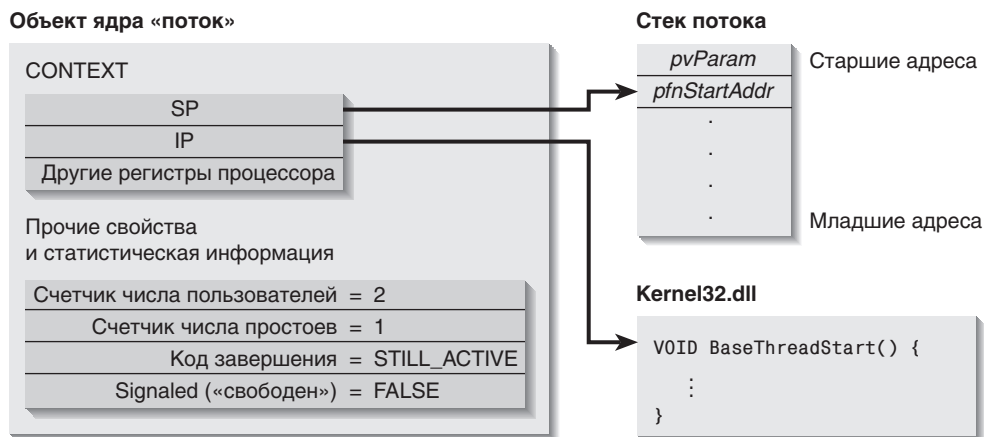 Объект ядра «поток»
CONTEXT
SP
IP
Другие регистры процессора
Прочие свойства
и статистическая информация
Счетчик числа пользователей = 2
Счетчик числа простоев = 1
Код завершения = STILL_ACTIVE
Signaled («свободен») = FALSE
Стек потока
pvParam
Старшие адреса
pfnStartAddr
.
.
.
.
Младшие адреса
Kernel32.dll
VOID BaseThreadStart() {
⋮
}